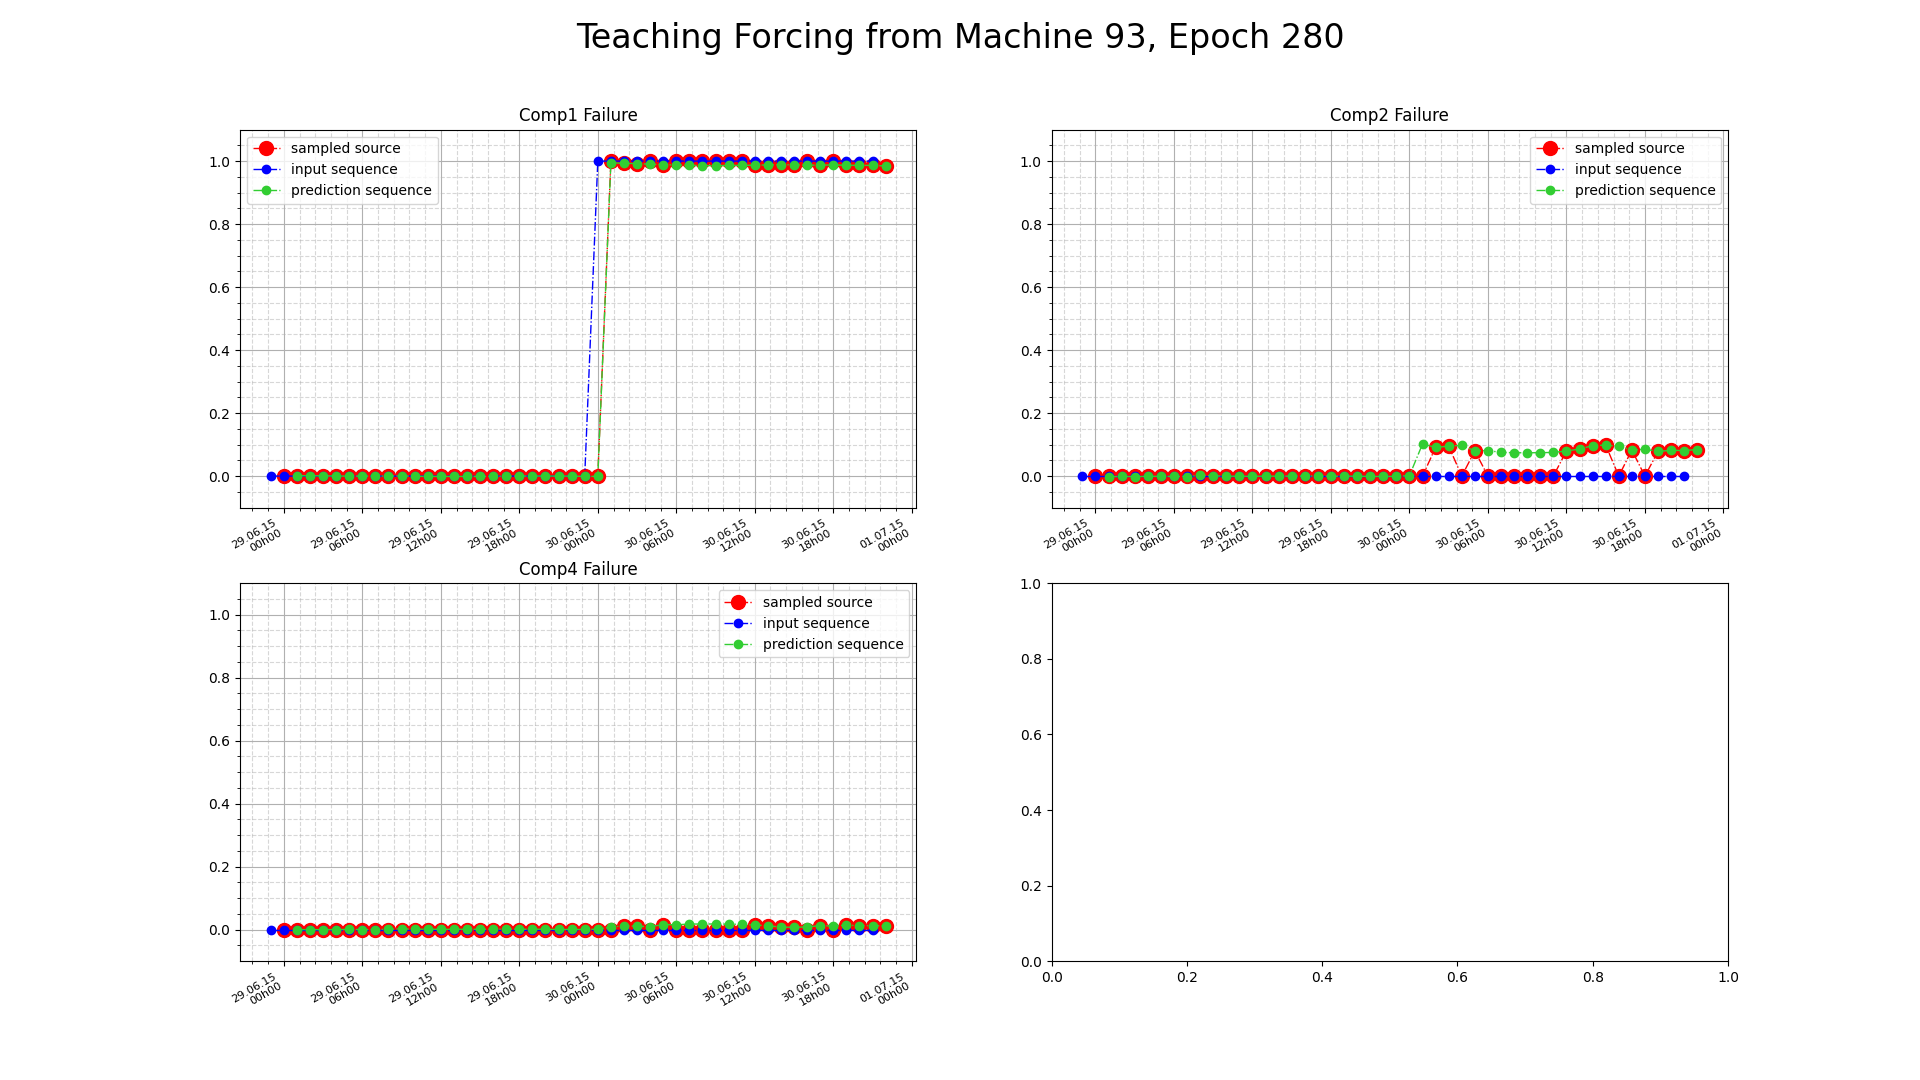 Teaching Forcing from Machine 93, Epoch 280
Comp1 Failure
sampled source
input sequence
prediction sequence
1.0
0.8
0.6
0.4
0.2
0.0
29.06.15
00h00
29.06.15
06h00
29.06.15
12h00
29.06.15
18h00
30.06.15
00h00
30.06.15
06h00
30.06.15
12h00
30.06.15
18h00
01.07.15
00h00
Comp2 Failure
sampled source
input sequence
prediction sequence
1.0
0.8
0.6
0.4
0.2
0.0
29.06.15
00h00
29.06.15
06h00
29.06.15
12h00
29.06.15
18h00
30.06.15
00h00
30.06.15
06h00
30.06.15
12h00
30.06.15
18h00
01.07.15
00h00
Comp4 Failure
sampled source
input sequence
prediction sequence
1.0
0.8
0.6
0.4
0.2
0.0
29.06.15
00h00
29.06.15
06h00
29.06.15
12h00
29.06.15
18h00
30.06.15
00h00
30.06.15
06h00
30.06.15
12h00
30.06.15
18h00
01.07.15
00h00
1.0
0.8
0.6
0.4
0.2
0.0
0.0 0.2 0.4 0.6 0.8 1.0